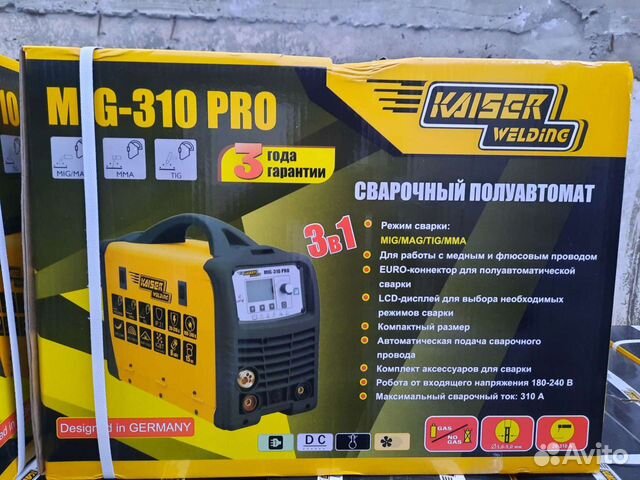 MIG-310 PRO
KAISER
WELDING
MIG/MA
MMA
TIG
3 года
гарантии
СВАРОЧНЫЙ ПОЛУАВТОМАТ
3в1
• Режим сварки:
MIG/MAG/TIG/MMA
• Для работы с медным и флюсовым проводом
• EURO-коннектор для полуавтоматической
сварки
• LCD-дисплей для выбора необходимых
режимов сварки
• Компактный размер
• Автоматическая подача сварочного
провода
• Комплект аксессуаров для сварки
• Робота от входящего напряжения 180-240 В
• Максимальный сварочный ток: 310 А
MIG-310 PRO
KAISER
WELDING
Designed in GERMANY
DC
GAS
NO
GAS
Avito